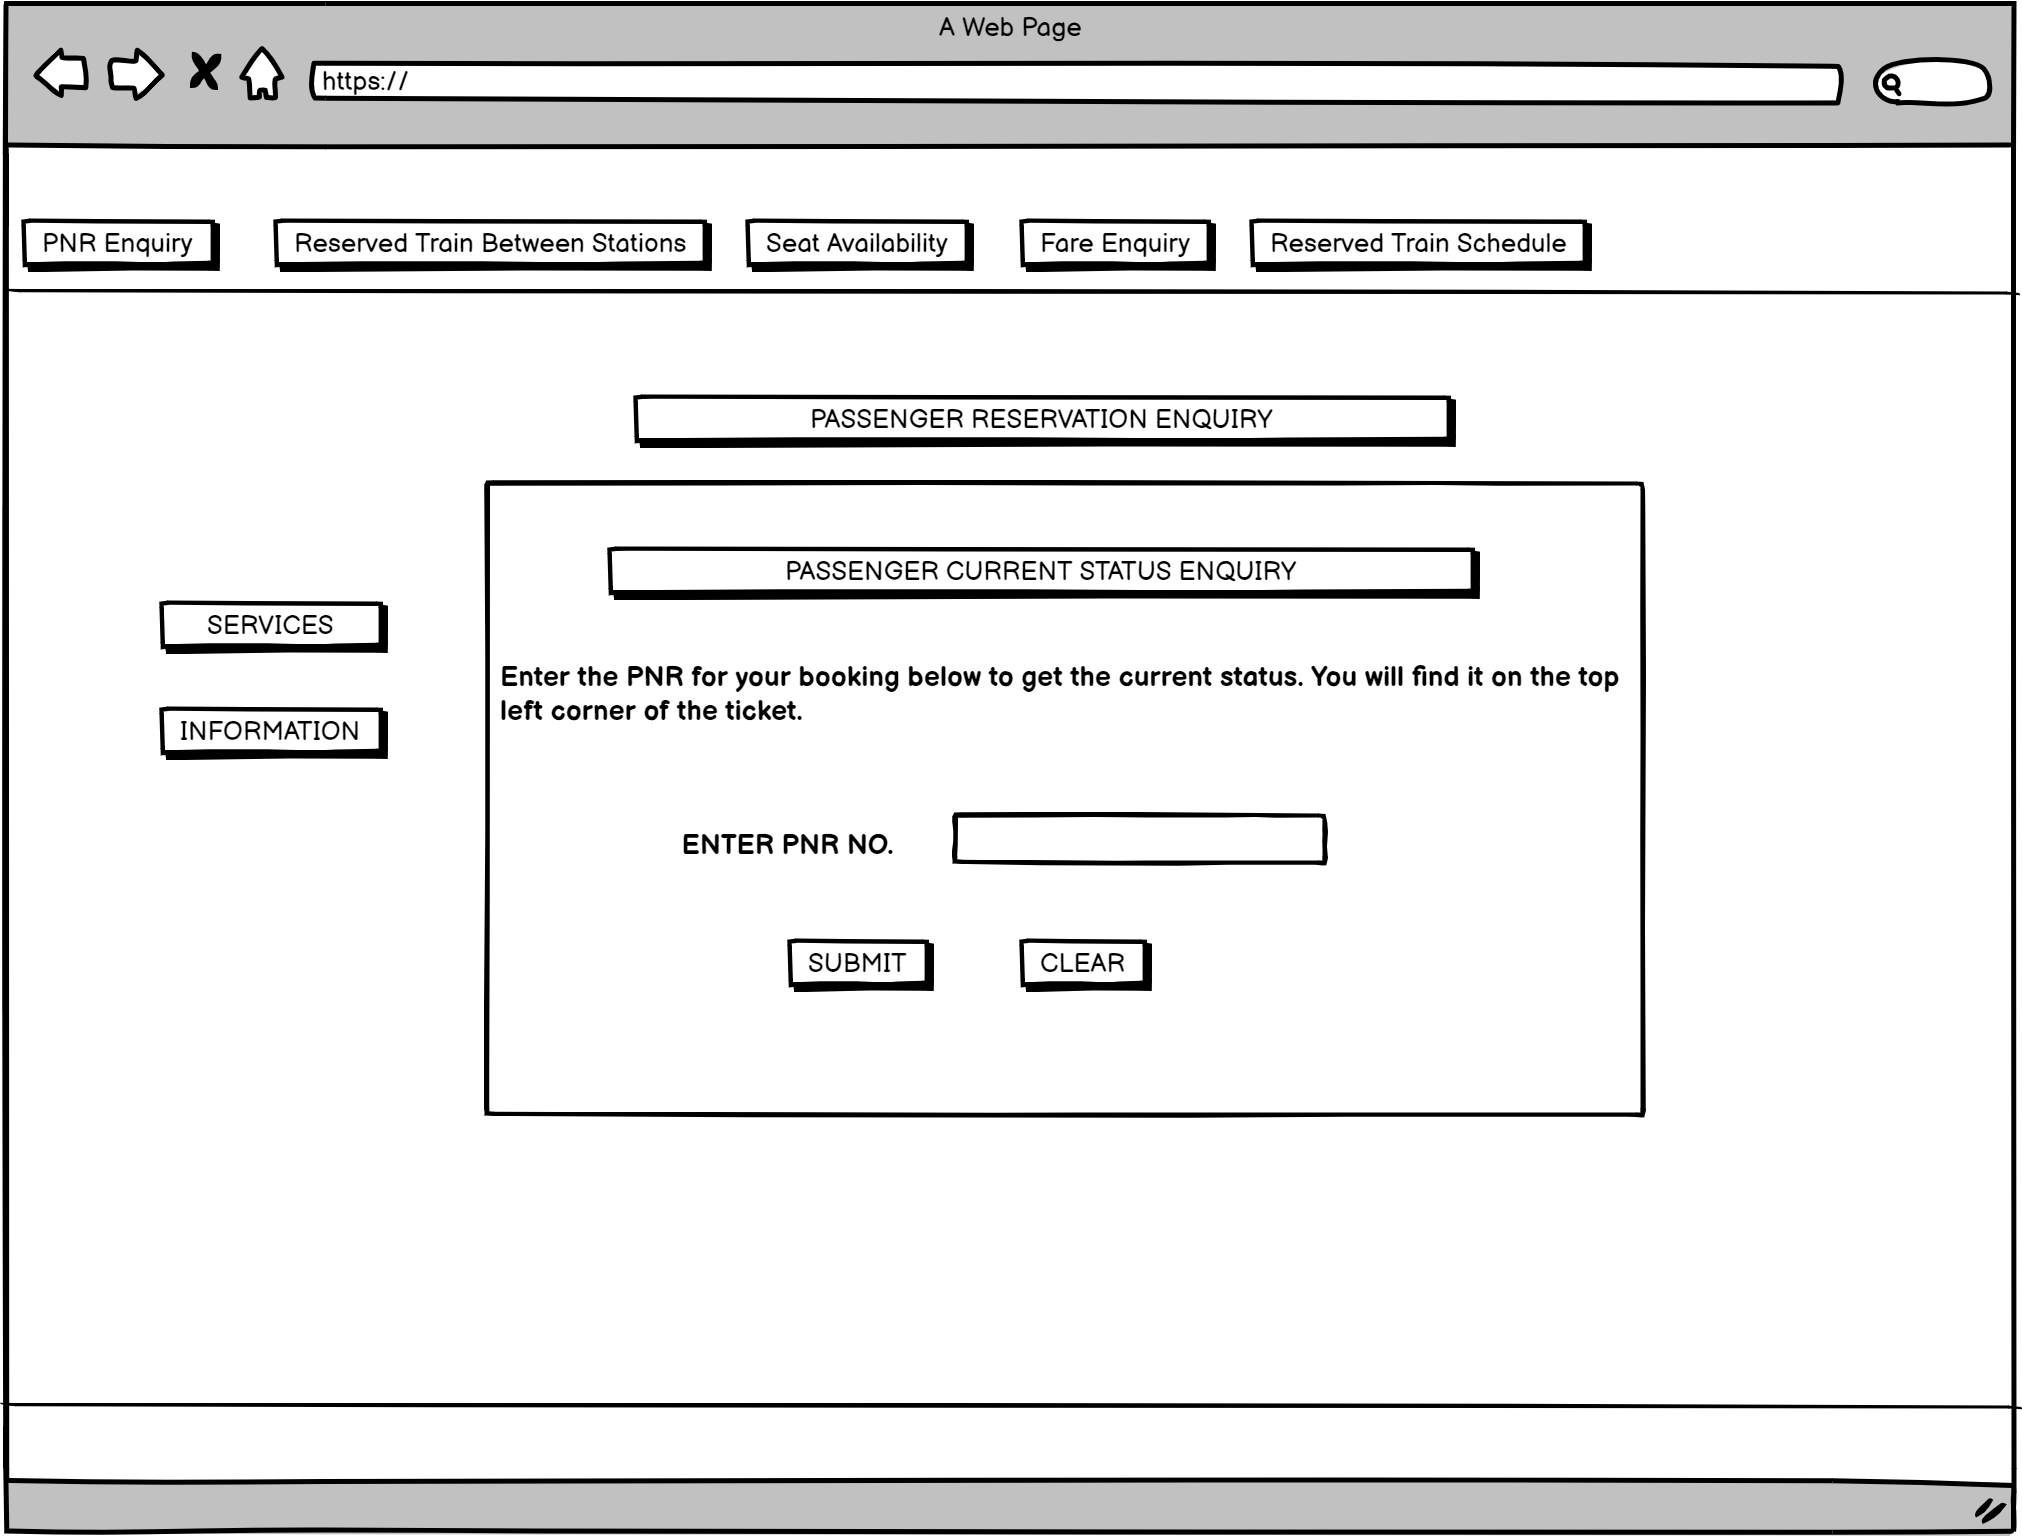 A Web Page
https://
PNR Enquiry
Reserved Train Between Stations
Seat Availability
Fare Enquiry
Reserved Train Schedule
PASSENGER RESERVATION ENQUIRY
PASSENGER CURRENT STATUS ENQUIRY
SERVICES
INFORMATION
Enter the PNR for your booking below to get the current status. You will find it on the top
left corner of the ticket.
ENTER PNR NO.
SUBMIT
CLEAR